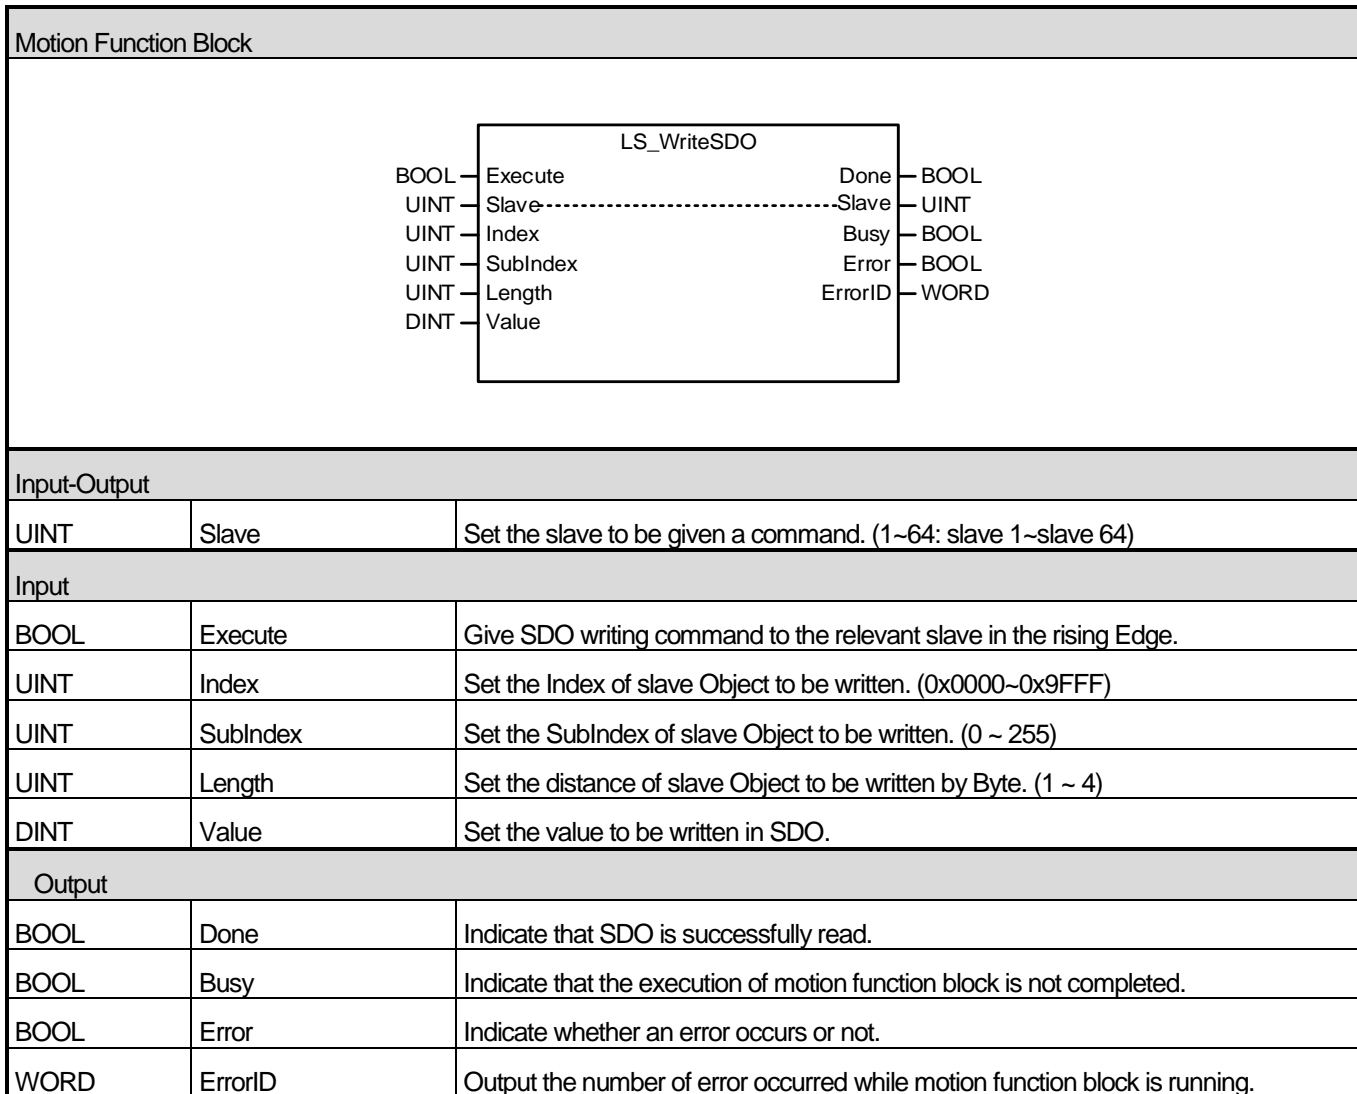 Motion Function Block
LS_WriteSDO
BOOL Execute Done BOOL
UINT Slave Slave UINT
UINT Index Busy BOOL
UINT SubIndex Error BOOL
UINT Length ErrorID WORD
DINT Value
Input-Output
UINT Slave Set the slave to be given a command. (1~64: slave 1~slave 64)
Input
BOOL Execute Give SDO writing command to the relevant slave in the rising Edge.
UINT Index Set the Index of slave Object to be written. (0x0000~0x9FFF)
UINT SubIndex Set the SubIndex of slave Object to be written. (0 ~ 255)
UINT Length Set the distance of slave Object to be written by Byte. (1 ~ 4)
DINT Value Set the value to be written in SDO.
Output
BOOL Done Indicate that SDO is successfully read.
BOOL Busy Indicate that the execution of motion function block is not completed.
BOOL Error Indicate whether an error occurs or not.
WORD ErrorID Output the number of error occurred while motion function block is running.